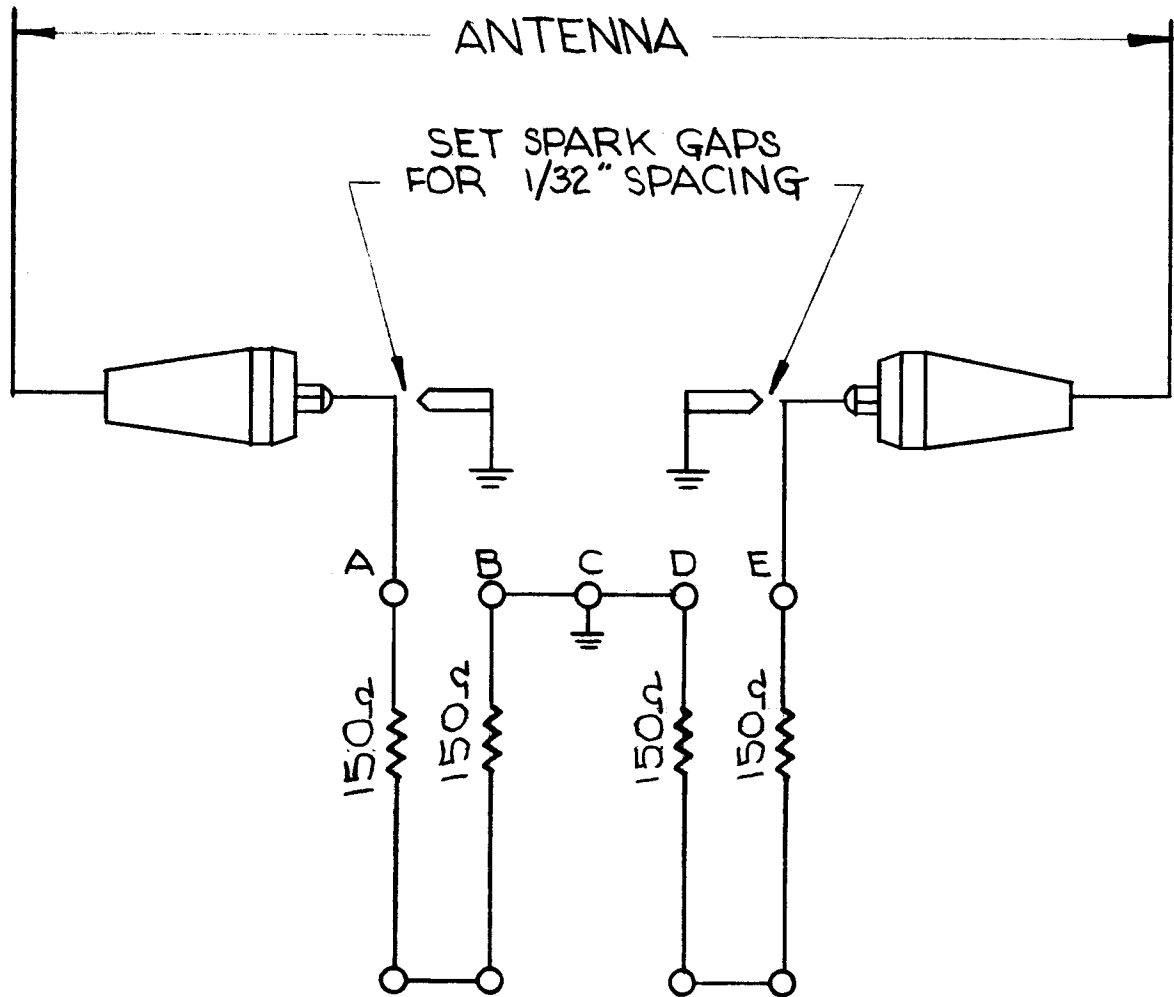 ANTENNA
SET SPARK GAPS
FOR 1/32" SPACING
A B C D E
150Ω 150Ω 150Ω 150Ω